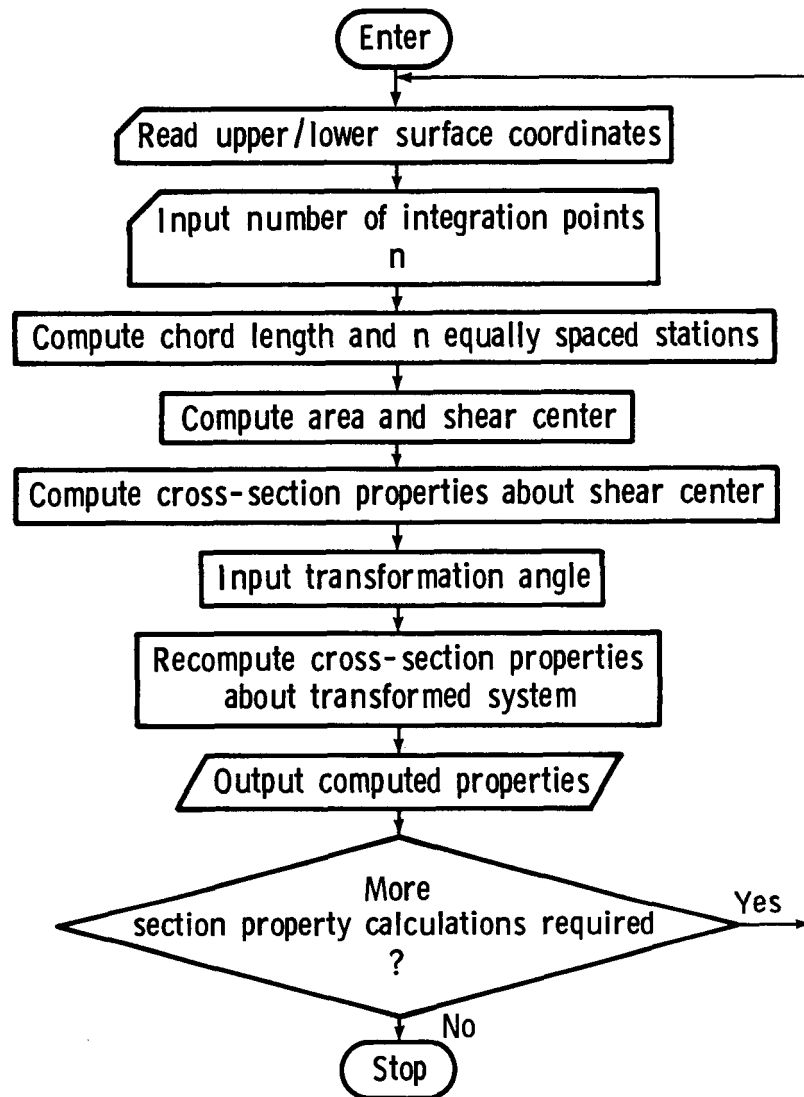 Enter
Read upper/lower surface coordinates
Input number of integration points
n
Compute chord length and n equally spaced stations
Compute area and shear center
Compute cross-section properties about shear center
Input transformation angle
Recompute cross-section properties
about transformed system
Output computed properties
More
section property calculations required
?
Yes
No
Stop